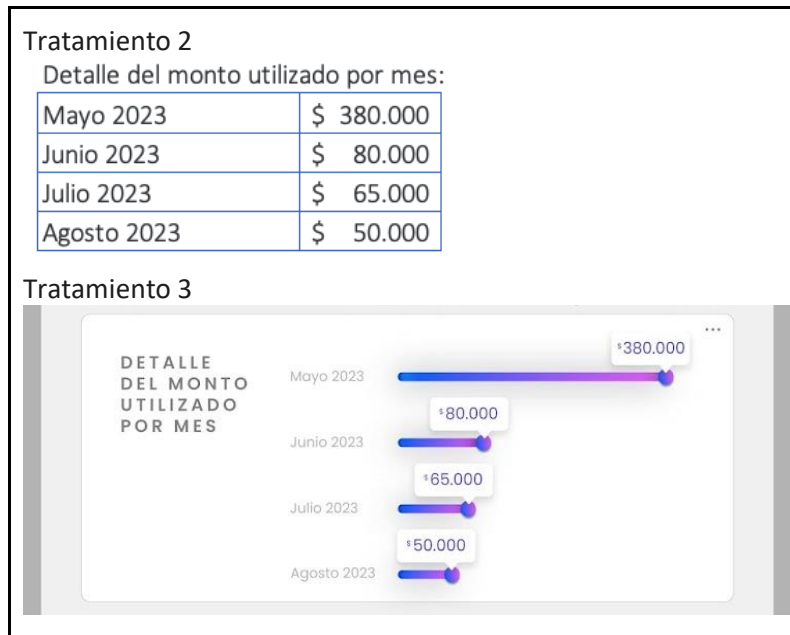 Tratamiento 2
Detalle del monto utilizado por mes:
Mayo 2023 $ 380.000
Junio 2023 $ 80.000
Julio 2023 $ 65.000
Agosto 2023 $ 50.000
Tratamiento 3
DETALLE
DEL MONTO
UTILIZADO
POR MES
Mayo 2023 $380.000
Junio 2023 $80.000
Julio 2023 $65.000
Agosto 2023 $50.000